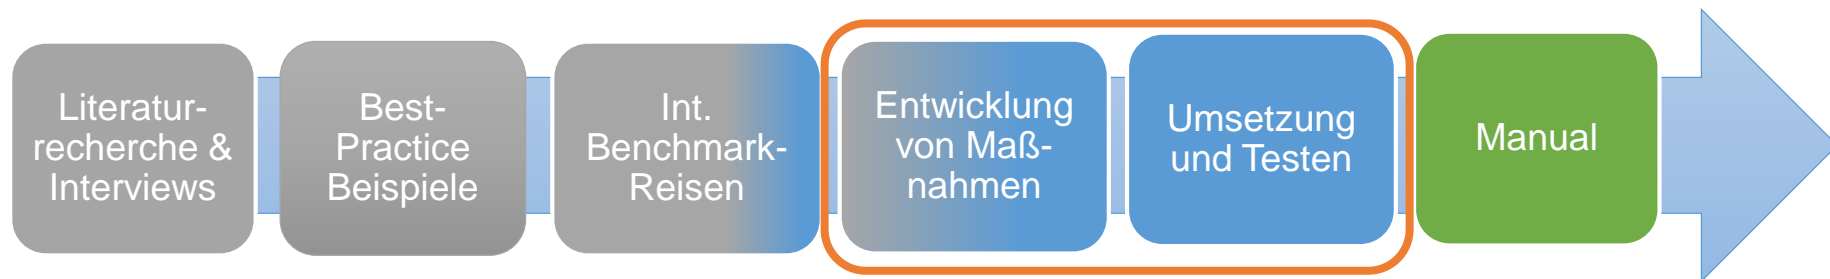 Literatur-
recherche &
Interviews
Best-
Practice
Beispiele
Int.
Benchmark-
Reisen
Entwicklung
von Maß-
nahmen
Umsetzung
und Testen
Manual